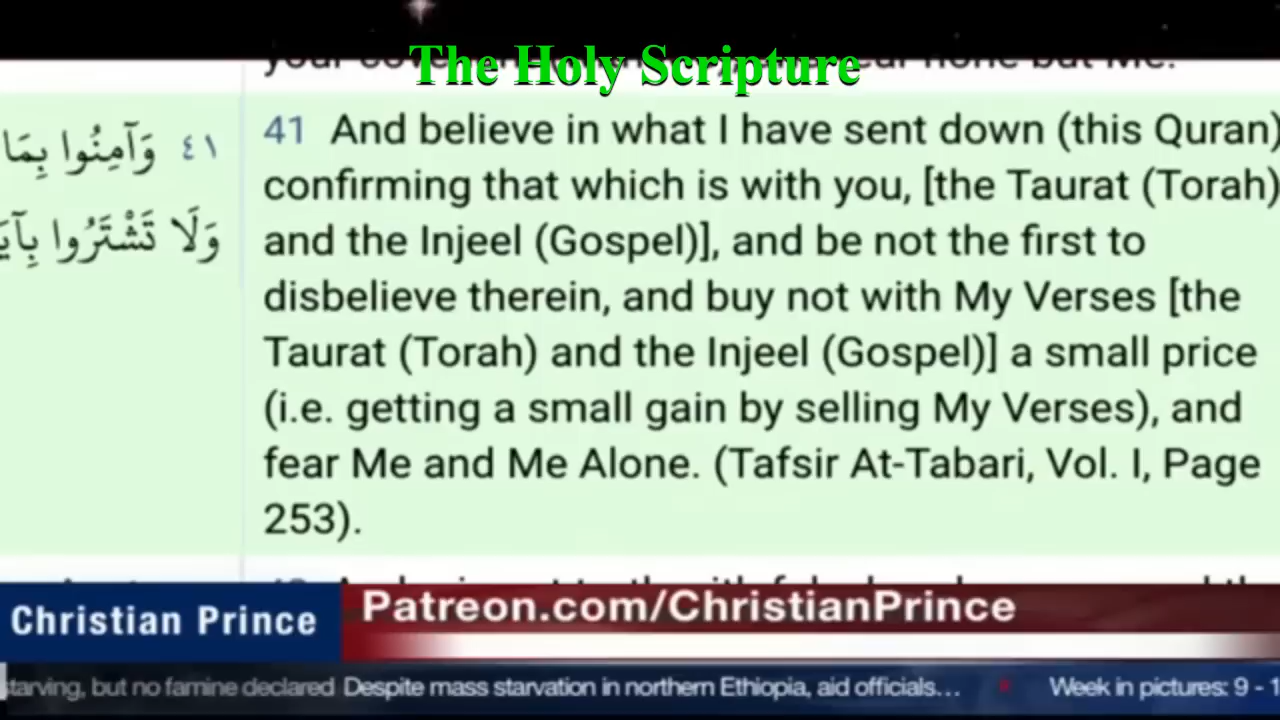 The Holy Scripture
41 And believe in what I have sent down (this Quran)
confirming that which is with you, [the Taurat (Torah)
and the Injeel (Gospel)], and be not the first to
disbelieve therein, and buy not with My Verses [the
Taurat (Torah) and the Injeel (Gospel)] a small price
(i.e. getting a small gain by selling My Verses), and
fear Me and Me Alone. (Tafsir At-Tabari, Vol. I, Page
253).
٤١ وَآمِنُوا بِمَا
وَلَا تَشْتَرُوا
Christian Prince
Patreon.com/ChristianPrince
starving, but no famine declared Despite mass starvation in northern Ethiopia, aid officials... Week in pictures: 9 - 1